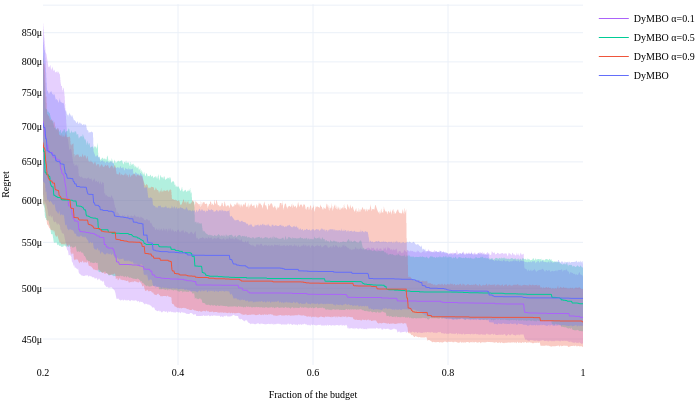 850μ
800μ
750μ
700μ
650μ
600μ
550μ
500μ
450μ
Regret
0.2 0.4 0.6 0.8 1
Fraction of the budget
DyMBO α=0.1
DyMBO α=0.5
DyMBO α=0.9
DyMBO